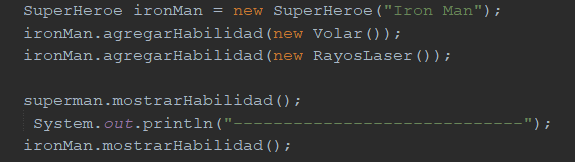 SuperHeroe ironMan = new SuperHeroe("Iron Man");
ironMan.agregarHabilidad(new Volar());
ironMan.agregarHabilidad(new RayosLaser());
superman.mostrarHabilidad();
System.out.println("-----------------------------");
ironMan.mostrarHabilidad();